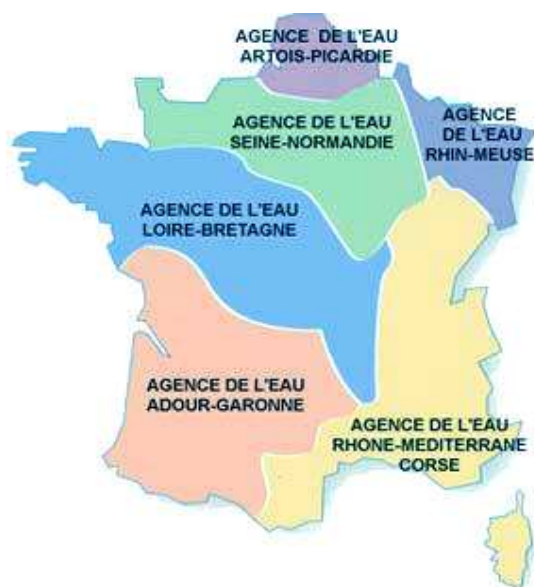 AGENCE DE L'EAU
ARTOIS-PICARDIE
AGENCE DE L'EAU
SEINE-NORMANDIE
AGENCE
DE L'EAU
RHIN-MEUSE
AGENCE DE L'EAU
LOIRE-BRETAGNE
AGENCE DE L'EAU
ADOUR-GARONNE
AGENCE DE L'EAU
RHONE-MEDITERRANE
CORSE